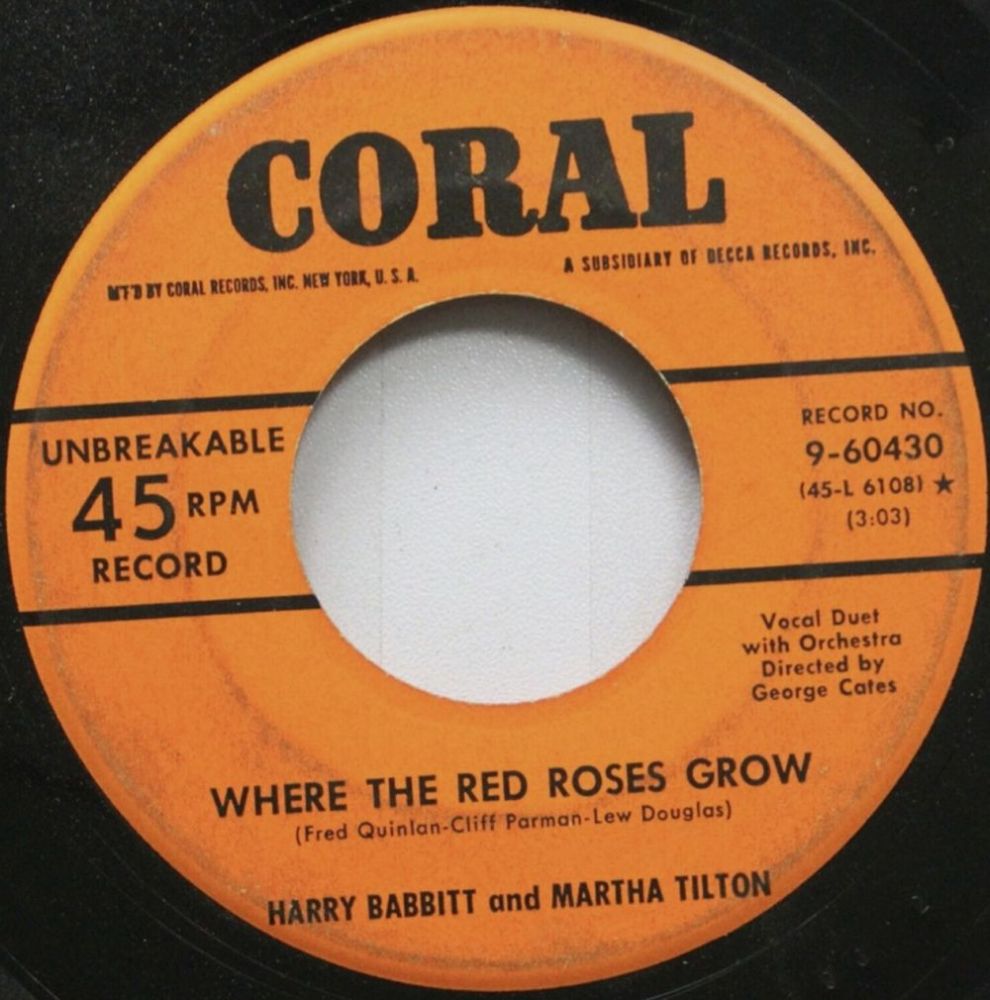 CORAL
M'F'D BY CORAL RECORDS, INC. NEW YORK, U. S. A.
A SUBSIDIARY OF DECCA RECORDS, INC.
UNBREAKABLE
45 RPM
RECORD
RECORD NO.
9-60430
(45-L 6108) ★
(3:03)
Vocal Duet
with Orchestra
Directed by
George Cates
WHERE THE RED ROSES GROW
(Fred Quinlan-Cliff Parman-Lew Douglas)
HARRY BABBITT and MARTHA TILTON